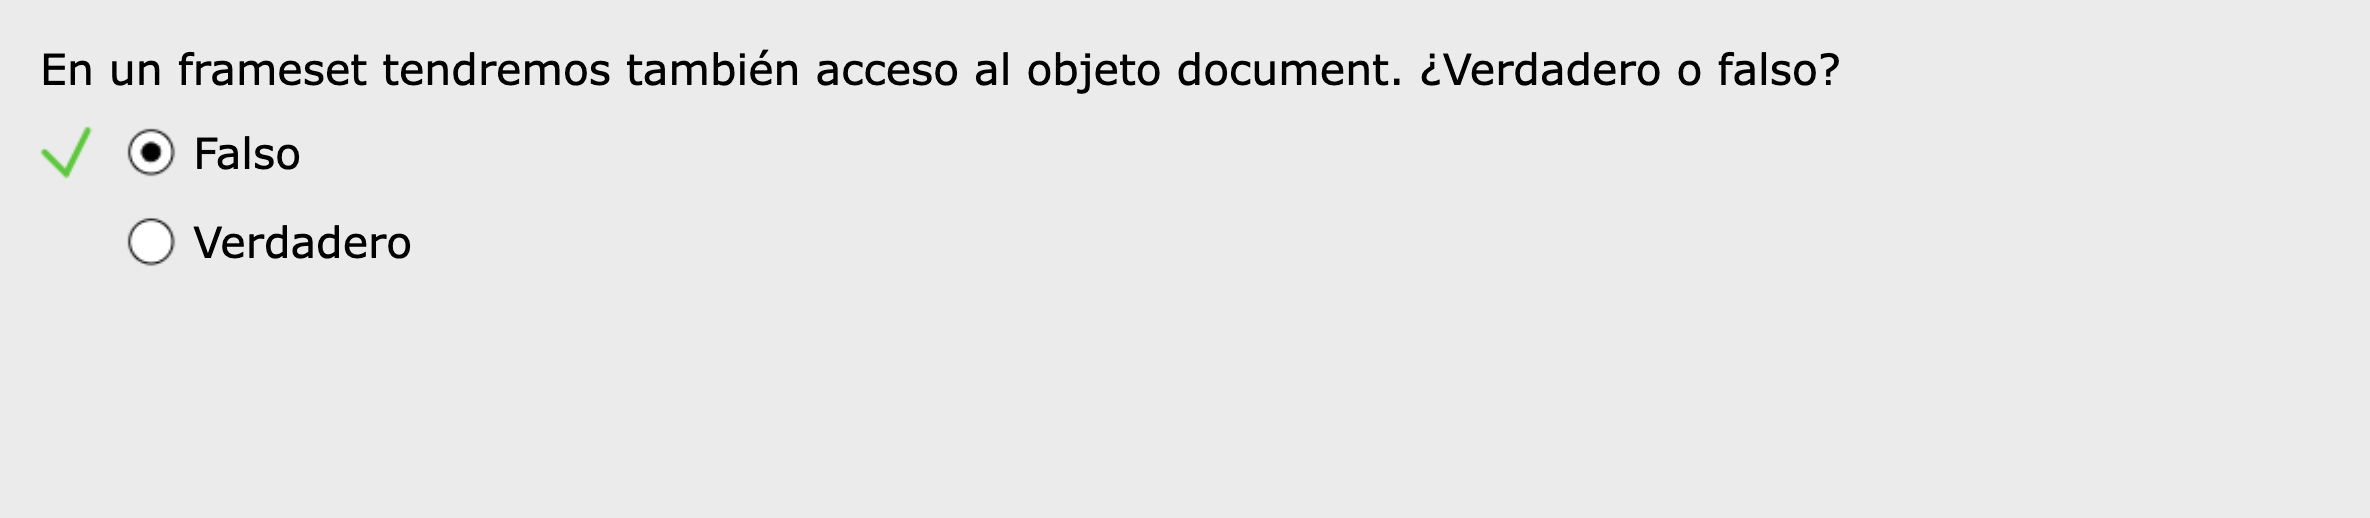 En un frameset tendremos también acceso al objeto document. ¿Verdadero o falso?
Falso
Verdadero